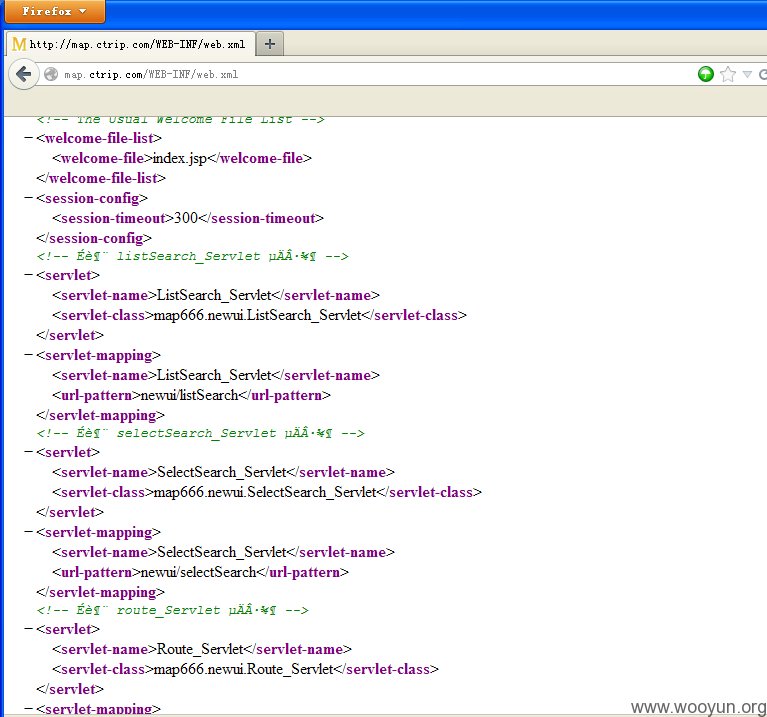 Firefox
M http://map.ctrip.com/WEB-INF/web.xml +
map.ctrip.com/WEB-INF/web.xml
<!-- The Usual Welcome File List -->
−<welcome-file-list>
<welcome-file>index.jsp</welcome-file>
</welcome-file-list>
−<session-config>
<session-timeout>300</session-timeout>
</session-config>
<!-- Éè¶¨ listSearch_Servlet µÄÂ·¾¶ -->
−<servlet>
<servlet-name>ListSearch_Servlet</servlet-name>
<servlet-class>map666.newui.ListSearch_Servlet</servlet-class>
</servlet>
−<servlet-mapping>
<servlet-name>ListSearch_Servlet</servlet-name>
<url-pattern>newui/listSearch</url-pattern>
</servlet-mapping>
<!-- Éè¶¨ selectSearch_Servlet µÄÂ·¾¶ -->
−<servlet>
<servlet-name>SelectSearch_Servlet</servlet-name>
<servlet-class>map666.newui.SelectSearch_Servlet</servlet-class>
</servlet>
−<servlet-mapping>
<servlet-name>SelectSearch_Servlet</servlet-name>
<url-pattern>newui/selectSearch</url-pattern>
</servlet-mapping>
<!-- Éè¶¨ route_Servlet µÄÂ·¾¶ -->
−<servlet>
<servlet-name>Route_Servlet</servlet-name>
<servlet-class>map666.newui.Route_Servlet</servlet-class>
</servlet>
−<servlet-mapping>
www.wooyun.org